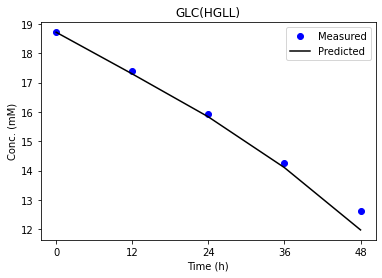 GLC(HGLL)
Measured
Predicted
Conc. (mM)
19
18
17
16
15
14
13
12
0 12 24 36 48
Time (h)